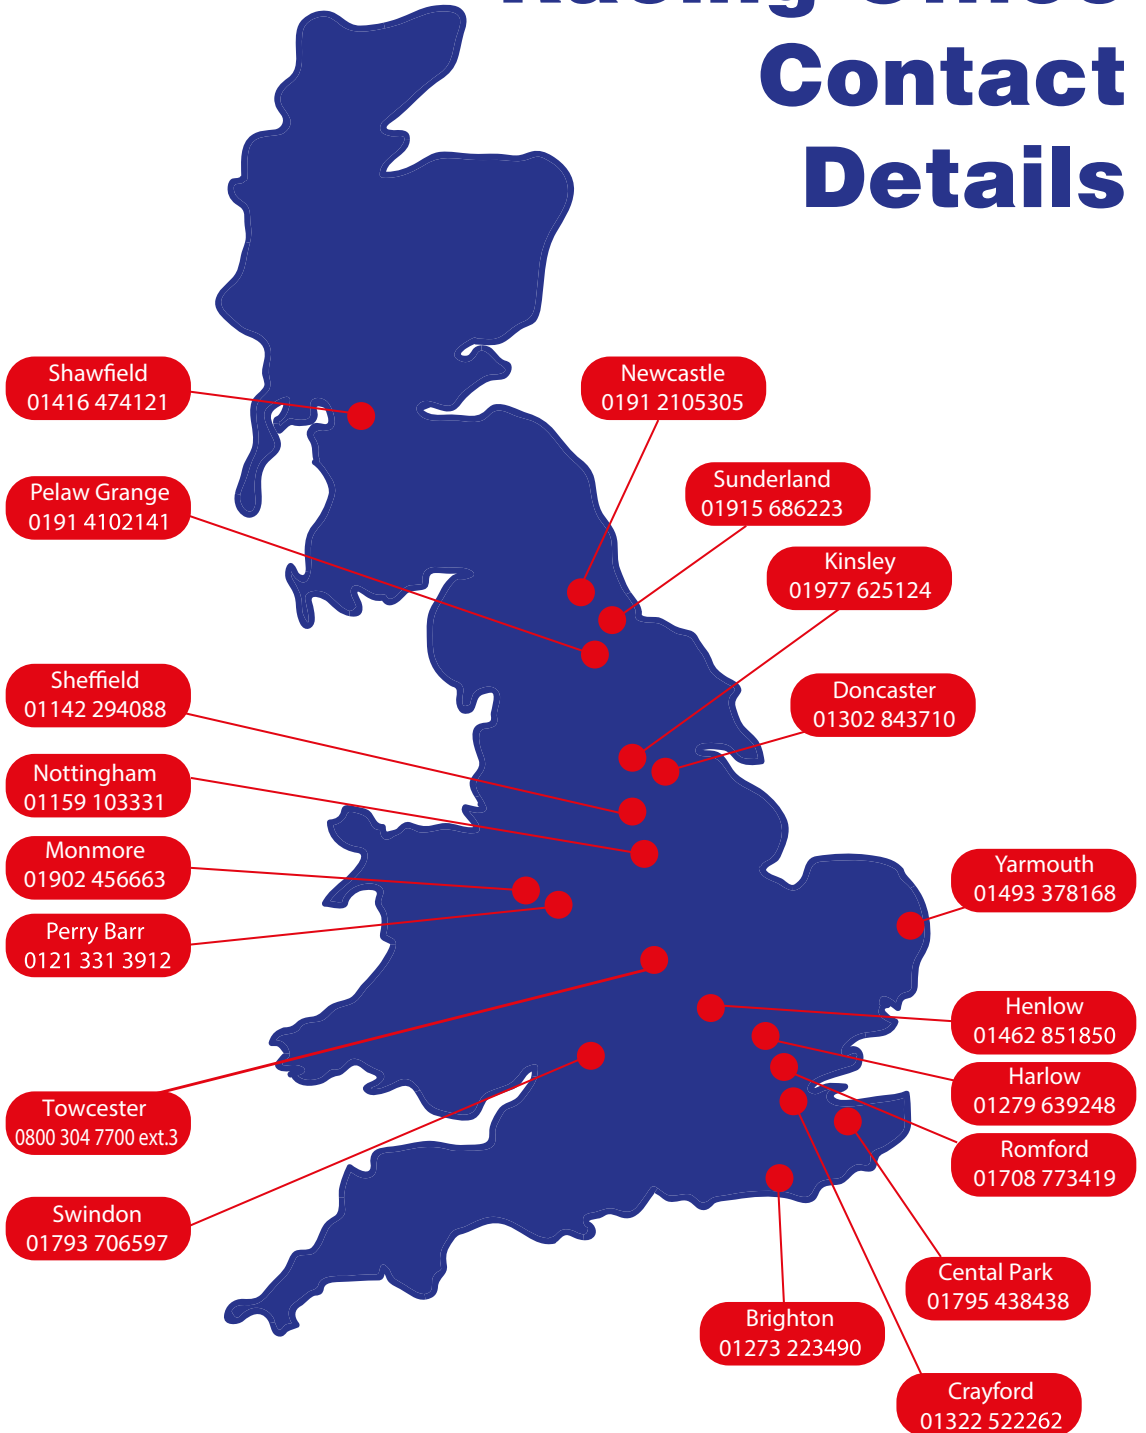 Racing Office
Contact
Details
Shawfield
01416 474121
Newcastle
0191 2105305
Pelaw Grange
0191 4102141
Sunderland
01915 686223
Kinsley
01977 625124
Sheffield
01142 294088
Doncaster
01302 843710
Nottingham
01159 103331
Monmore
01902 456663
Yarmouth
01493 378168
Perry Barr
0121 331 3912
Henlow
01462 851850
Harlow
01279 639248
Towcester
0800 304 7700 ext.3
Romford
01708 773419
Swindon
01793 706597
Cental Park
01795 438438
Brighton
01273 223490
Crayford
01322 522262